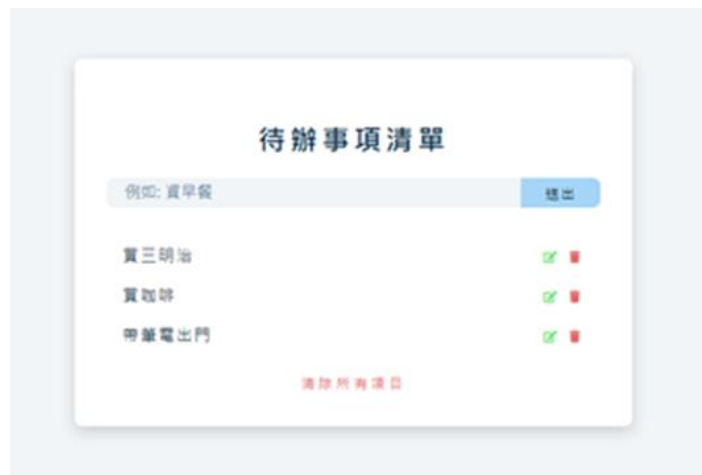 待辦事項清單
例如: 買早餐
送出
買三明治
買咖啡
帶筆電出門
清除所有項目